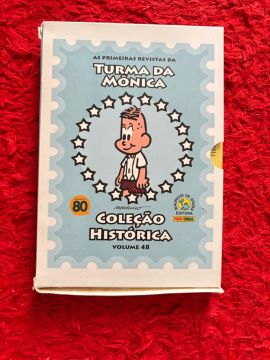 AS PRIMEIRAS REVISTAS DA
TURMA DA
MÔNICA
80
COLEÇÃO
HISTÓRICA
VOLUME 48